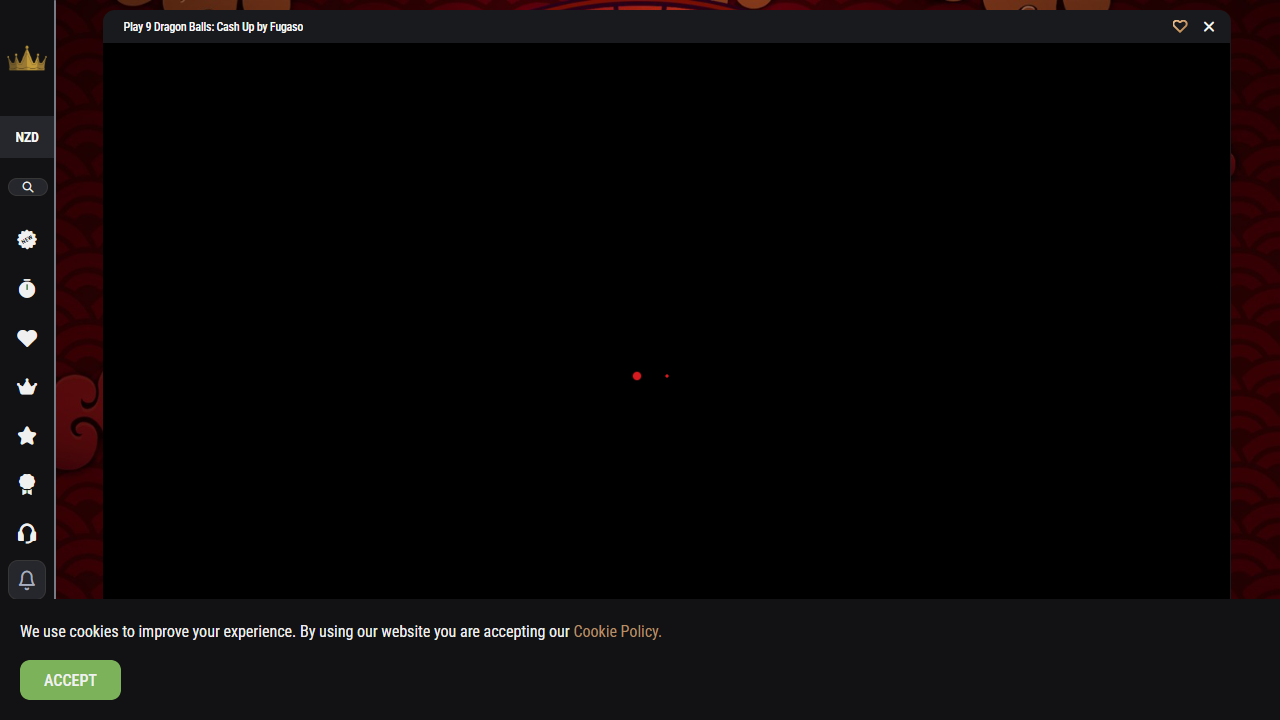 Play 9 Dragon Balls: Cash Up by Fugaso
NZD
NEW
We use cookies to improve your experience. By using our website you are accepting our Cookie Policy.
ACCEPT